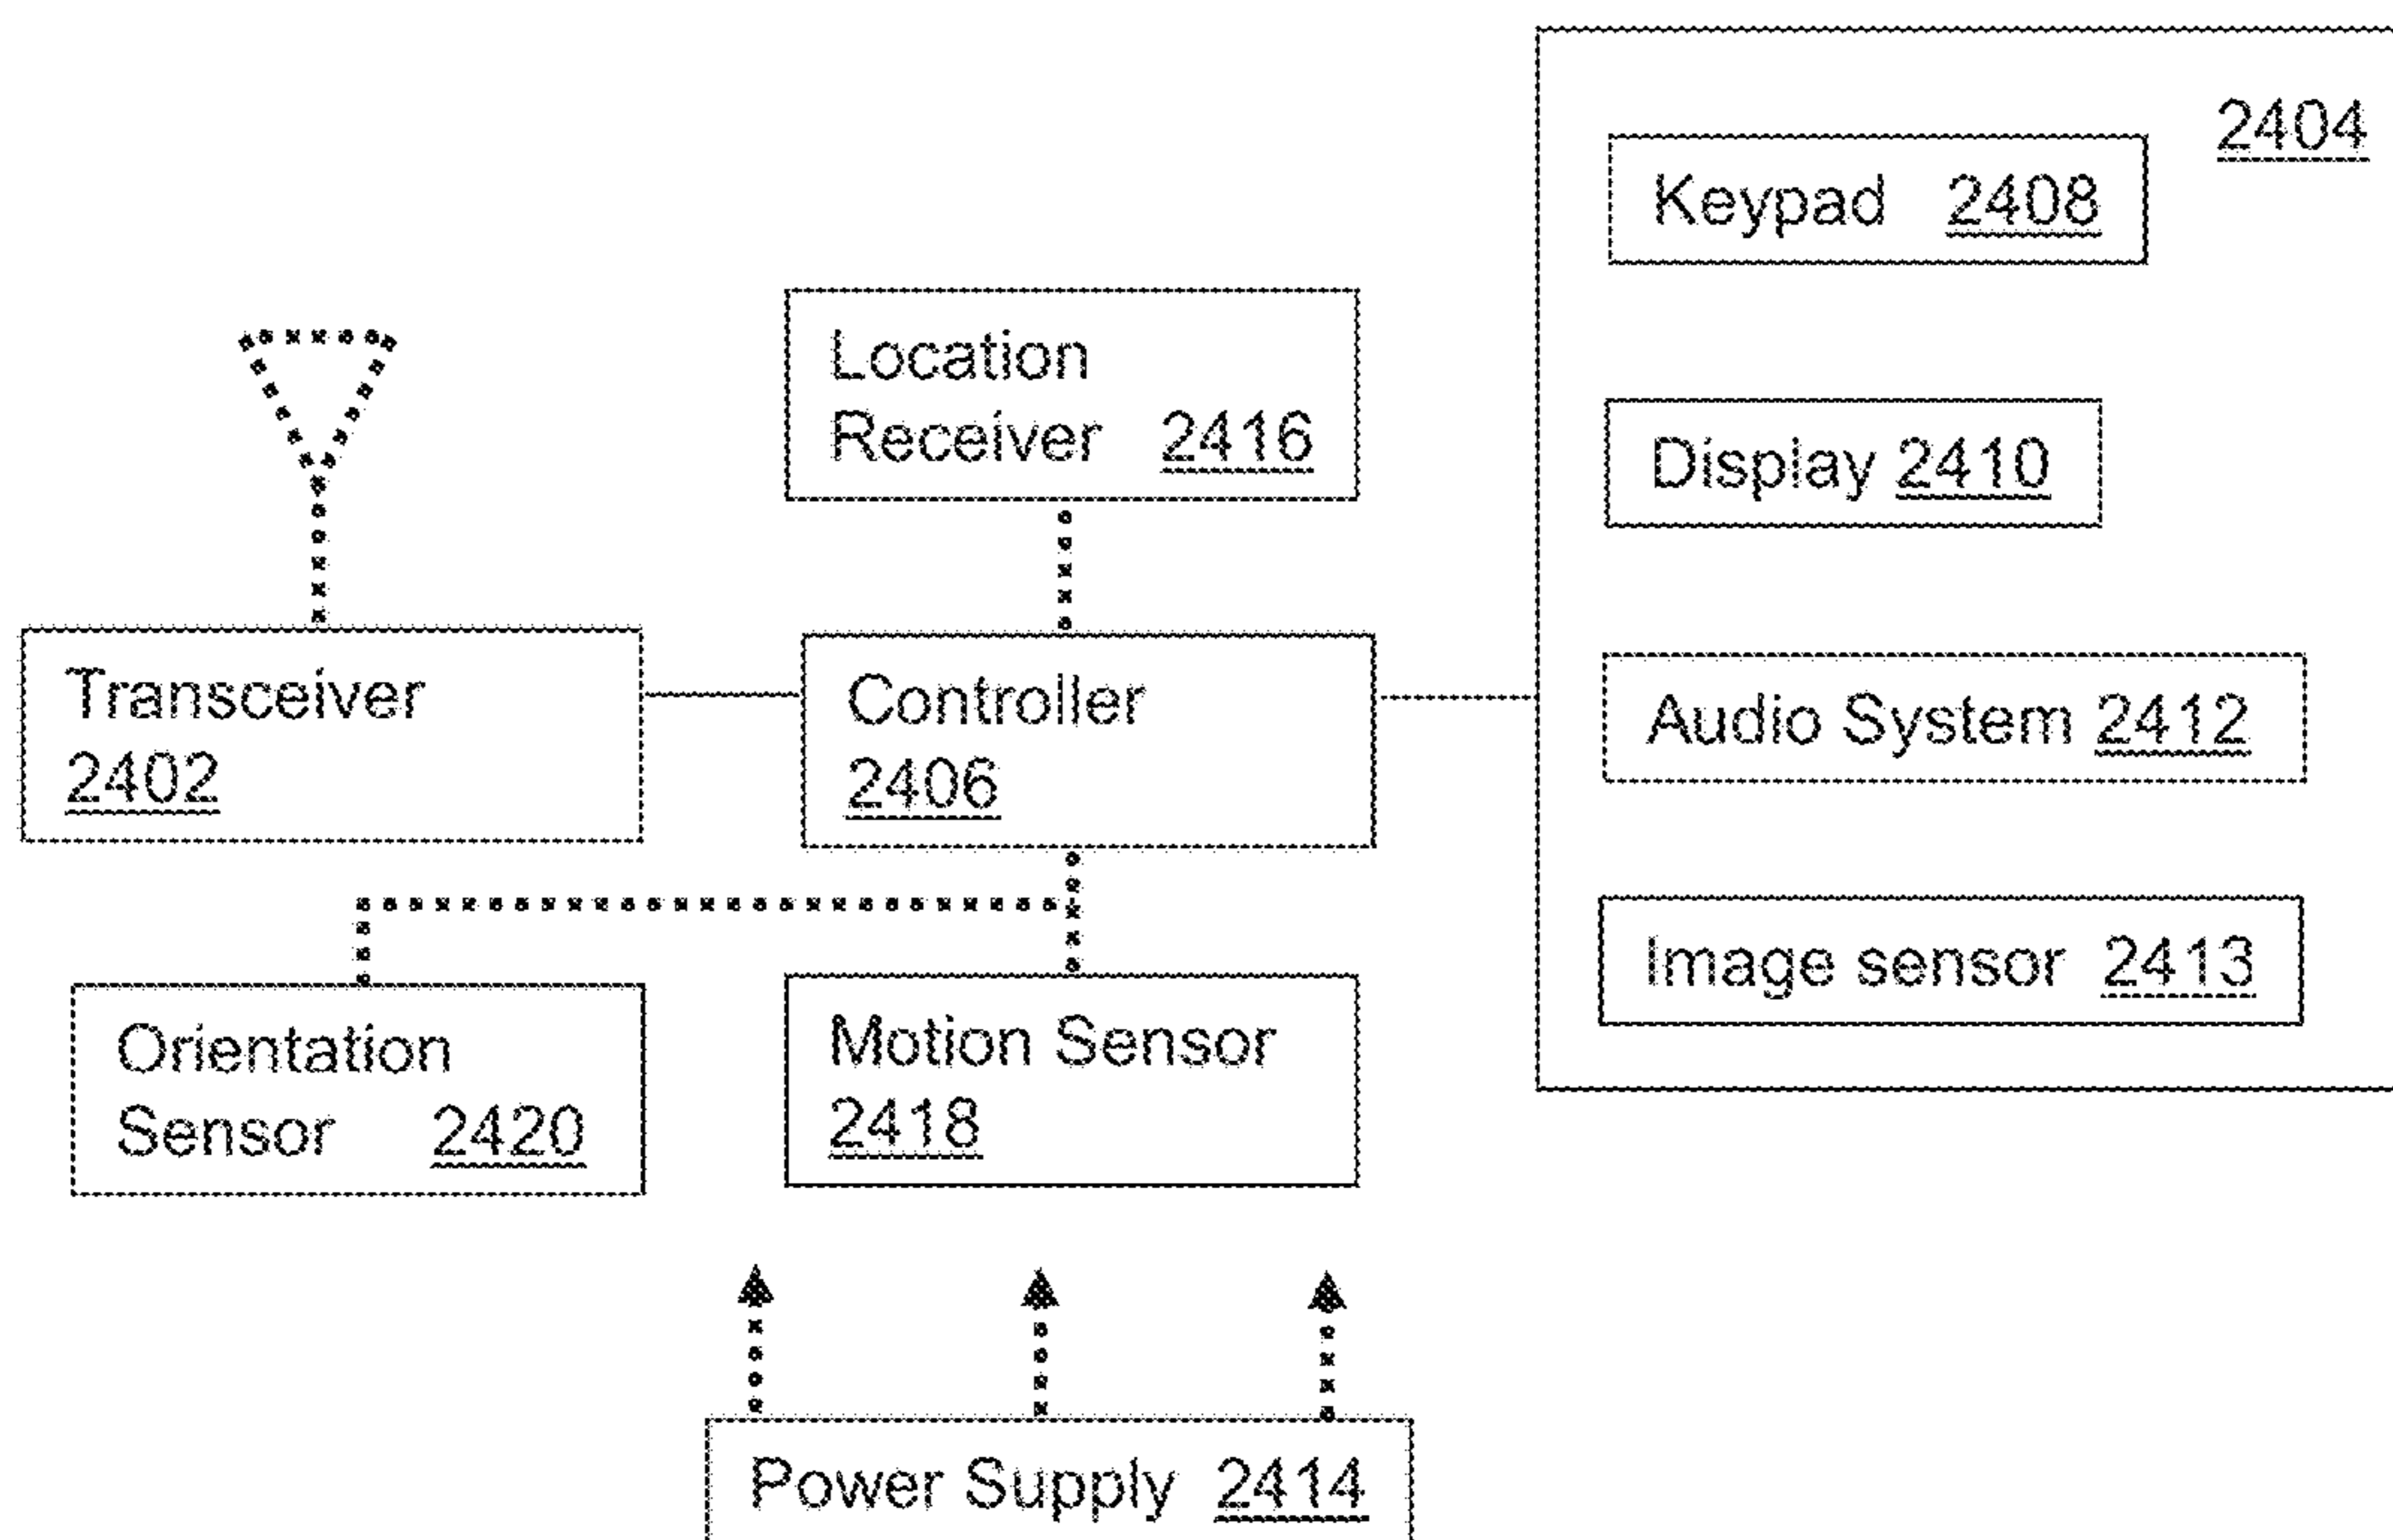 2404
Keypad 2408
Location
Receiver 2416
Display 2410
Transceiver
2402
Controller
2406
Audio System 2412
Image sensor 2413
Orientation
Sensor 2420
Motion Sensor
2418
Power Supply 2414